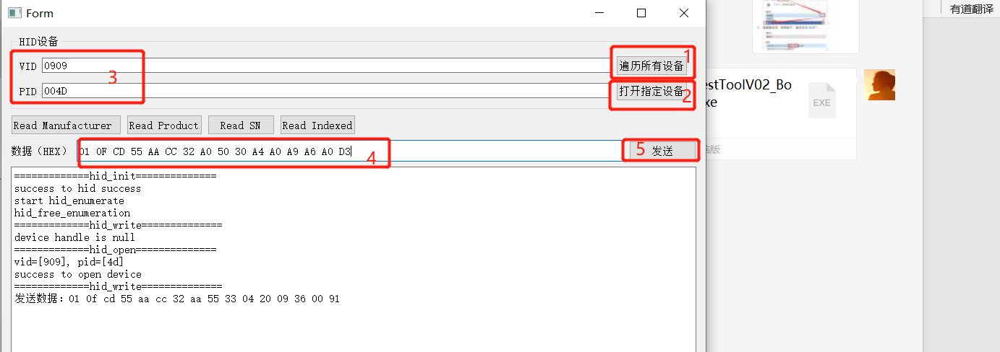 Form
有道翻译
HID设备
VID 0909
遍历所有设备
1
3
PID 004D
打开指定设备
2
Read Manufacturer Read Product Read SN Read Indexed
数据（HEX） 01 0F CD 55 AA CC 32 A0 50 30 A4 A0 A9 A6 A0 D3
4
5 发送
=============hid_init==============
success to hid success
start hid_enumerate
hid_free_enumeration
=============hid_write==============
device handle is null
=============hid_open==============
vid=[909], pid=[4d]
success to open device
=============hid_write==============
发送数据：01 0f cd 55 aa cc 32 aa 55 33 04 20 09 36 00 91
estToolV02_Bo
xe
EXE
版